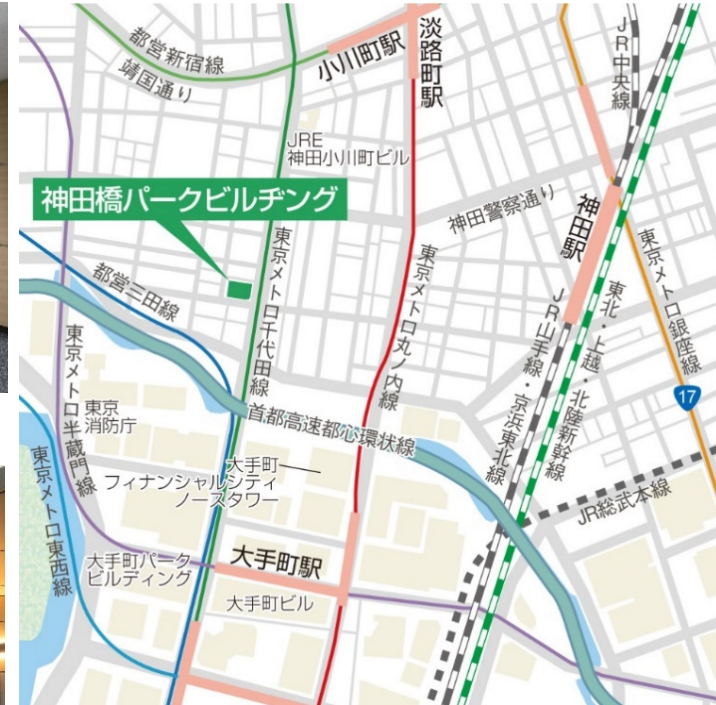 都営新宿線
靖国通り
小川町駅
淡路町駅
JR中央線
JRE
神田小川町ビル
神田橋パークビルヂング
神田警察通り
神田駅
都営三田線
東京メトロ千代田線
東京メトロ丸ノ内線
東京メトロ銀座線
東北・上越・北陸新幹線
JR山手線・京浜東北線
17
東京メトロ半蔵門線
東京
消防庁
首都高速都心環状線
大手町
フィナンシャルシティ
ノースタワー
東京メトロ東西線
JR総武本線
大手町パーク
ビルディング
大手町駅
大手町ビル